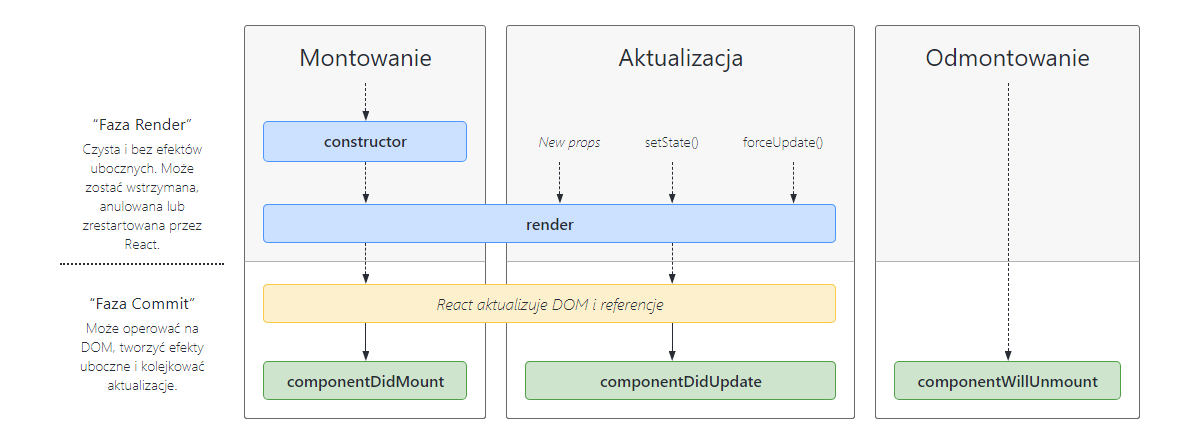 Montowanie
Aktualizacja
Odmontowanie
“Faza Render”
Czysta i bez efektów
ubocznych. Może
zostać wstrzymana,
anulowana lub
zrestartowana przez
React.
constructor
New props
setState()
forceUpdate()
render
“Faza Commit”
Może operować na
DOM, tworzyć efekty
uboczne i kolejkować
aktualizacje.
React aktualizuje DOM i referencje
componentDidMount
componentDidUpdate
componentWillUnmount